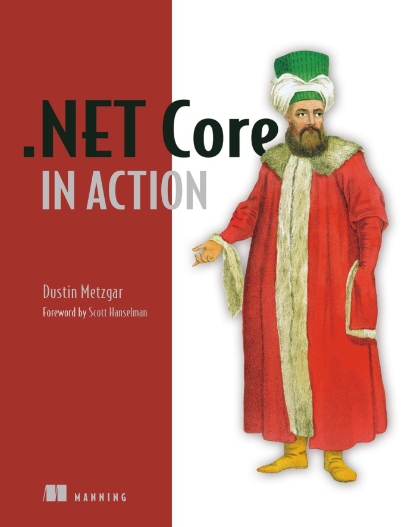 .NET Core
IN ACTION
Dustin Metzgar
Foreword by Scott Hanselman
MANNING